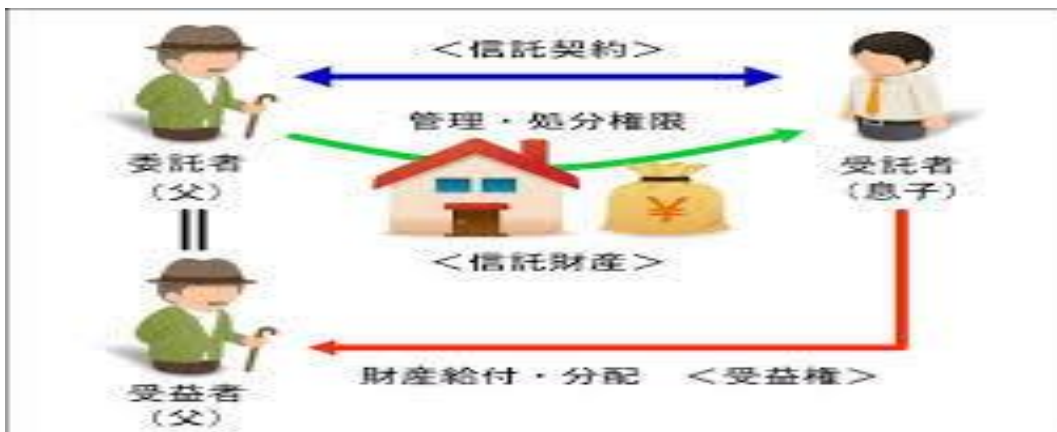 ＜信託契約＞
管理・処分権限
委託者
（父）
受託者
（息子）
¥
＜信託財産＞
財産給付・分配　＜受益権＞
受益者
（父）